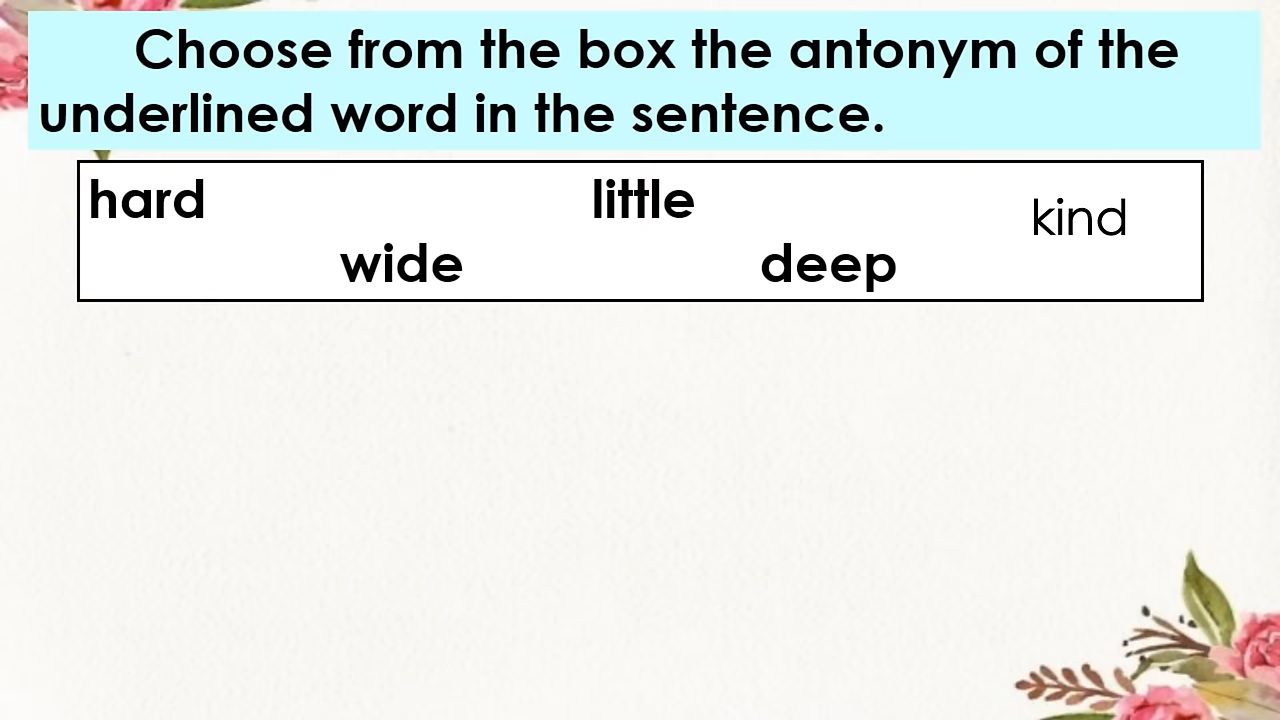 Choose from the box the antonym of the
underlined word in the sentence.
hard little kind
wide deep